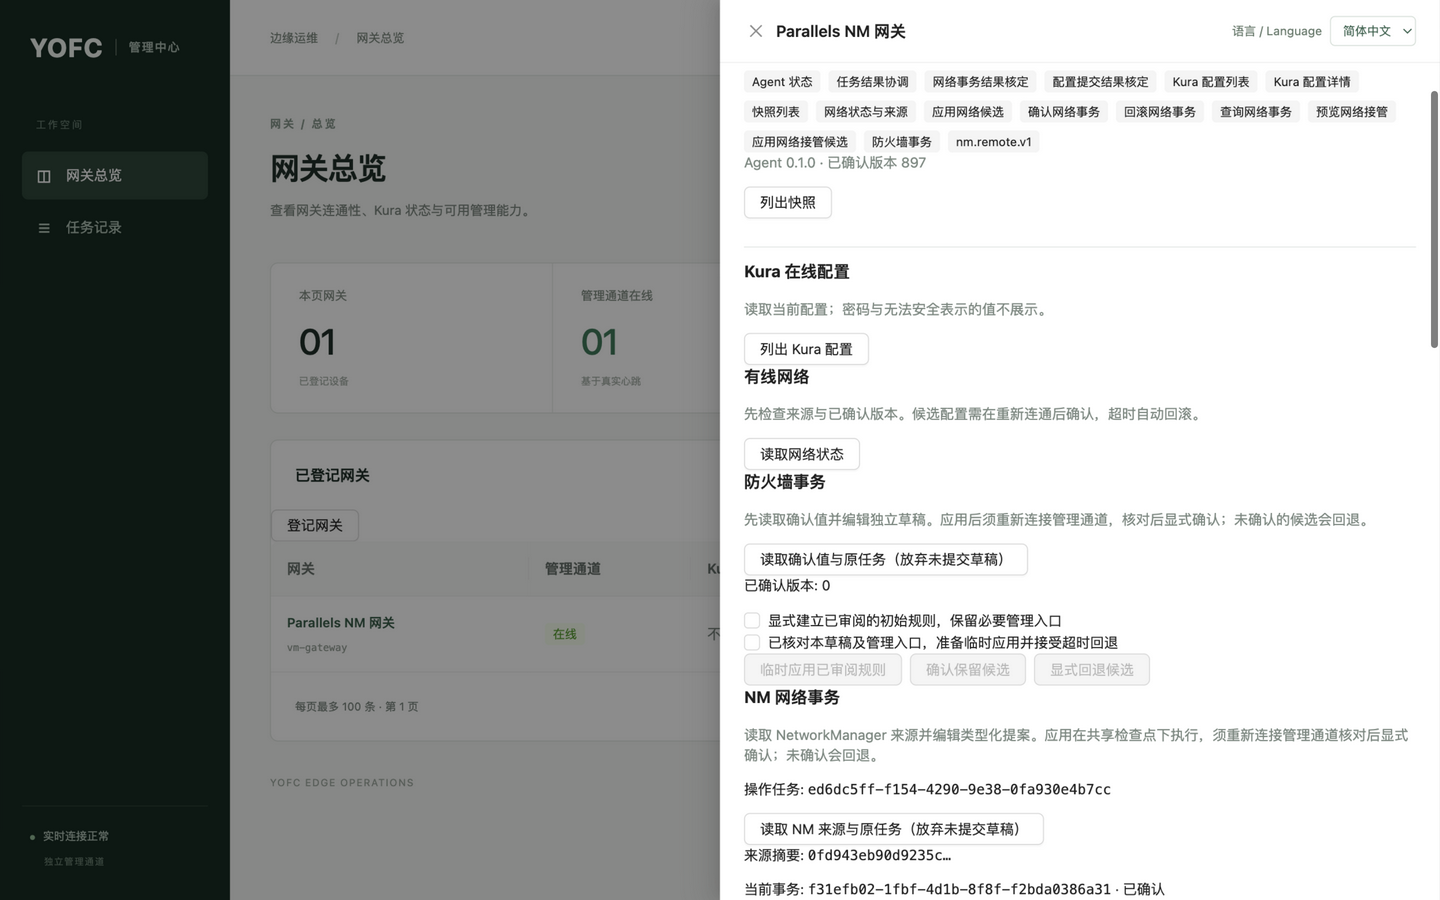 YOFC 管理中心
工作空间
网关总览
任务记录
实时连接正常
独立管理通道
边缘运维 / 网关总览
网关 / 总览
网关总览
查看网关连通性、Kura 状态与可用管理能力。
本页网关
01
已登记设备
管理通道在线
01
基于真实心跳
已登记网关
登记网关
网关 管理通道
Parallels NM 网关
vm-gateway
在线 不
每页最多 100 条 · 第 1 页
YOFC EDGE OPERATIONS
Parallels NM 网关
语言 / Language 简体中文
Agent 状态 任务结果协调 网络事务结果核定 配置提交结果核定 Kura 配置列表 Kura 配置详情
快照列表 网络状态与来源 应用网络候选 确认网络事务 回滚网络事务 查询网络事务 预览网络接管
应用网络接管候选 防火墙事务 nm.remote.v1
Agent 0.1.0 · 已确认版本 897
列出快照
Kura 在线配置
读取当前配置；密码与无法安全表示的值不展示。
列出 Kura 配置
有线网络
先检查来源与已确认版本。候选配置需在重新连通后确认，超时自动回滚。
读取网络状态
防火墙事务
先读取确认值并编辑独立草稿。应用后须重新连接管理通道，核对后显式确认；未确认的候选会回退。
读取确认值与原任务（放弃未提交草稿）
已确认版本: 0
显式建立已审阅的初始规则，保留必要管理入口
已核对本草稿及管理入口，准备临时应用并接受超时回退
临时应用已审阅规则 确认保留候选 显式回退候选
NM 网络事务
读取 NetworkManager 来源并编辑类型化提案。应用在共享检查点下执行，须重新连接管理通道核对后显式
确认；未确认会回退。
操作任务: ed6dc5ff-f154-4290-9e38-0fa930e4b7cc
读取 NM 来源与原任务（放弃未提交草稿）
来源摘要: 0fd943eb90d9235c…
当前事务: f31efb02-1fbf-4d1b-8f8f-f2bda0386a31 · 已确认